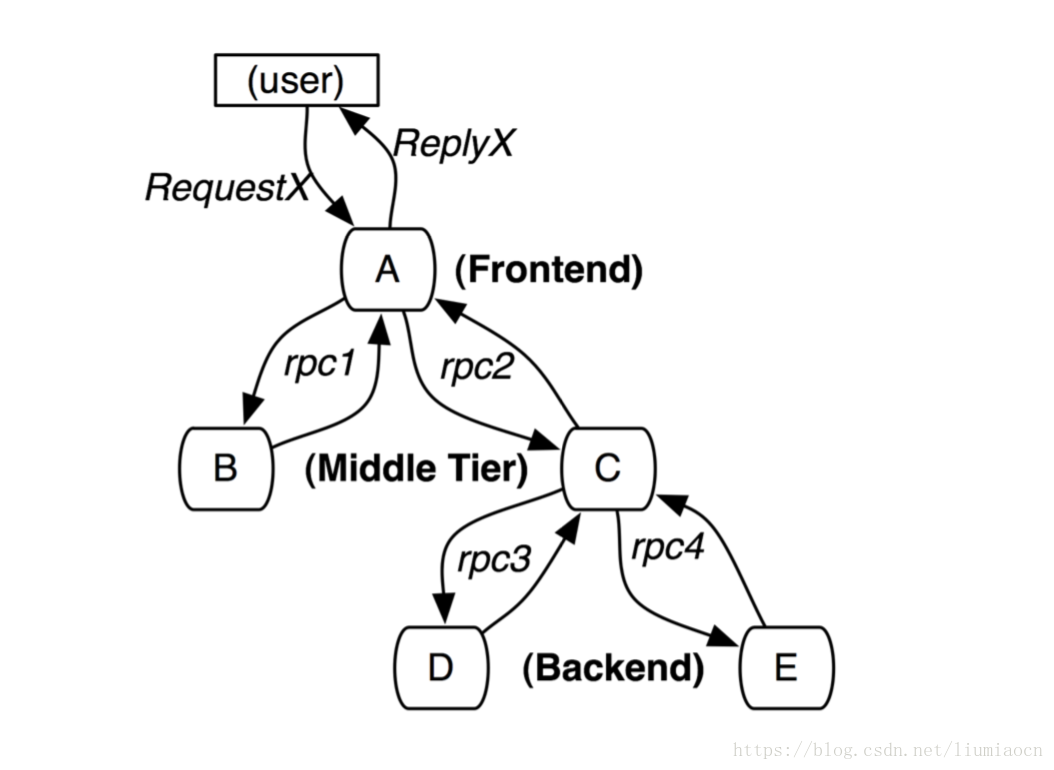 (user)
ReplyX
RequestX
A
(Frontend)
rpc1
rpc2
B
(Middle Tier)
C
rpc3
rpc4
D
(Backend)
E
https://blog.csdn.net/liumiaocn